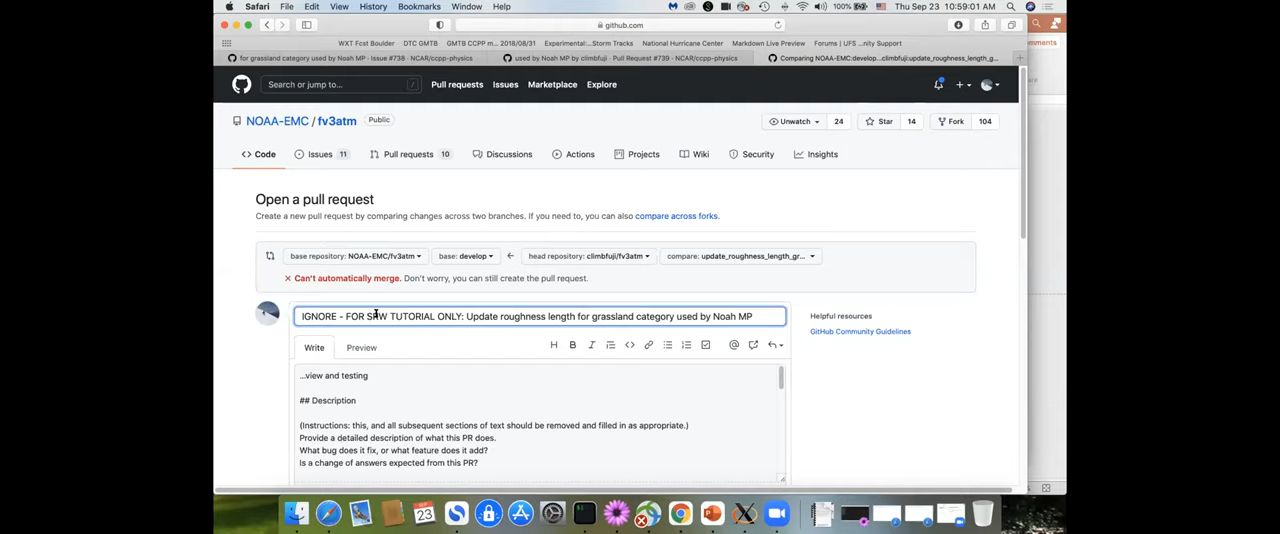 Safari File Edit View History Bookmarks Window Help 100% Thu Sep 23 10:59:01 AM
github.com
WXT Fcst Boulder DTC GMTB GMTB CCPP mm 2018/08/31 Experimental:...Storm Tracks National Hurricane Center Markdown Live Preview Forums | UFS ...nity Support
for grassland category used by Noah MP · Issue #738 · NCAR/ccpp-physics used by Noah MP by climbfuji · Pull Request #739 · NCAR/ccpp-physics Comparing NOAA-EMC:develop...climbfuji:update_roughness_length_g...
omments
Search or jump to... / Pull requests Issues Marketplace Explore
NOAA-EMC / fv3atm Public Unwatch 24 Star 14 Fork 104
Code Issues 11 Pull requests 10 Discussions Actions Projects Wiki Security Insights
Open a pull request
Create a new pull request by comparing changes across two branches. If you need to, you can also compare across forks.
base repository: NOAA-EMC/fv3atm base: develop head repository: climbfuji/fv3atm compare: update_roughness_length_gr...
Can't automatically merge. Don't worry, you can still create the pull request.
IGNORE - FOR SRW TUTORIAL ONLY: Update roughness length for grassland category used by Noah MP
Helpful resources
GitHub Community Guidelines
Write Preview H B I @
...view and testing
## Description
(Instructions: this, and all subsequent sections of text should be removed and filled in as appropriate.)
Provide a detailed description of what this PR does.
What bug does it fix, or what feature does it add?
Is a change of answers expected from this PR?
SEP
23